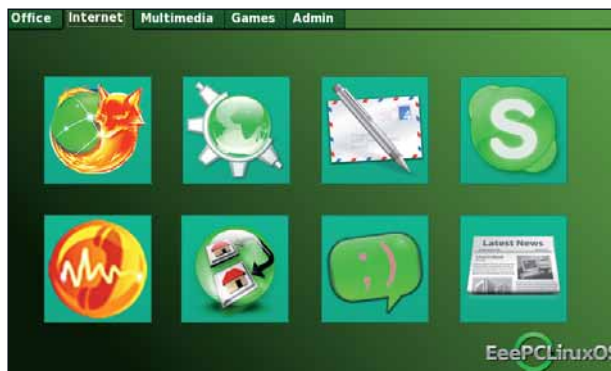 Office Internet Multimedia Games Admin
S
Latest News
;)
EeePCLinuxOS